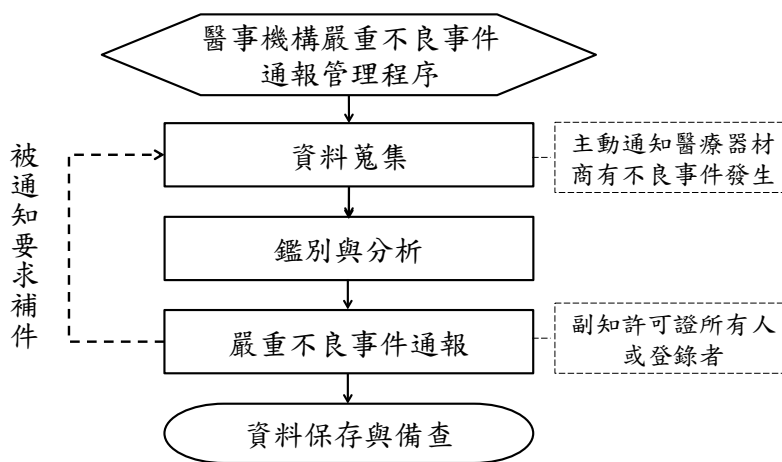 醫事機構嚴重不良事件
通報管理程序
資料蒐集
主動通知醫療器材
商有不良事件發生
被通知要求補件
鑑別與分析
嚴重不良事件通報
副知許可證所有人
或登錄者
資料保存與備查